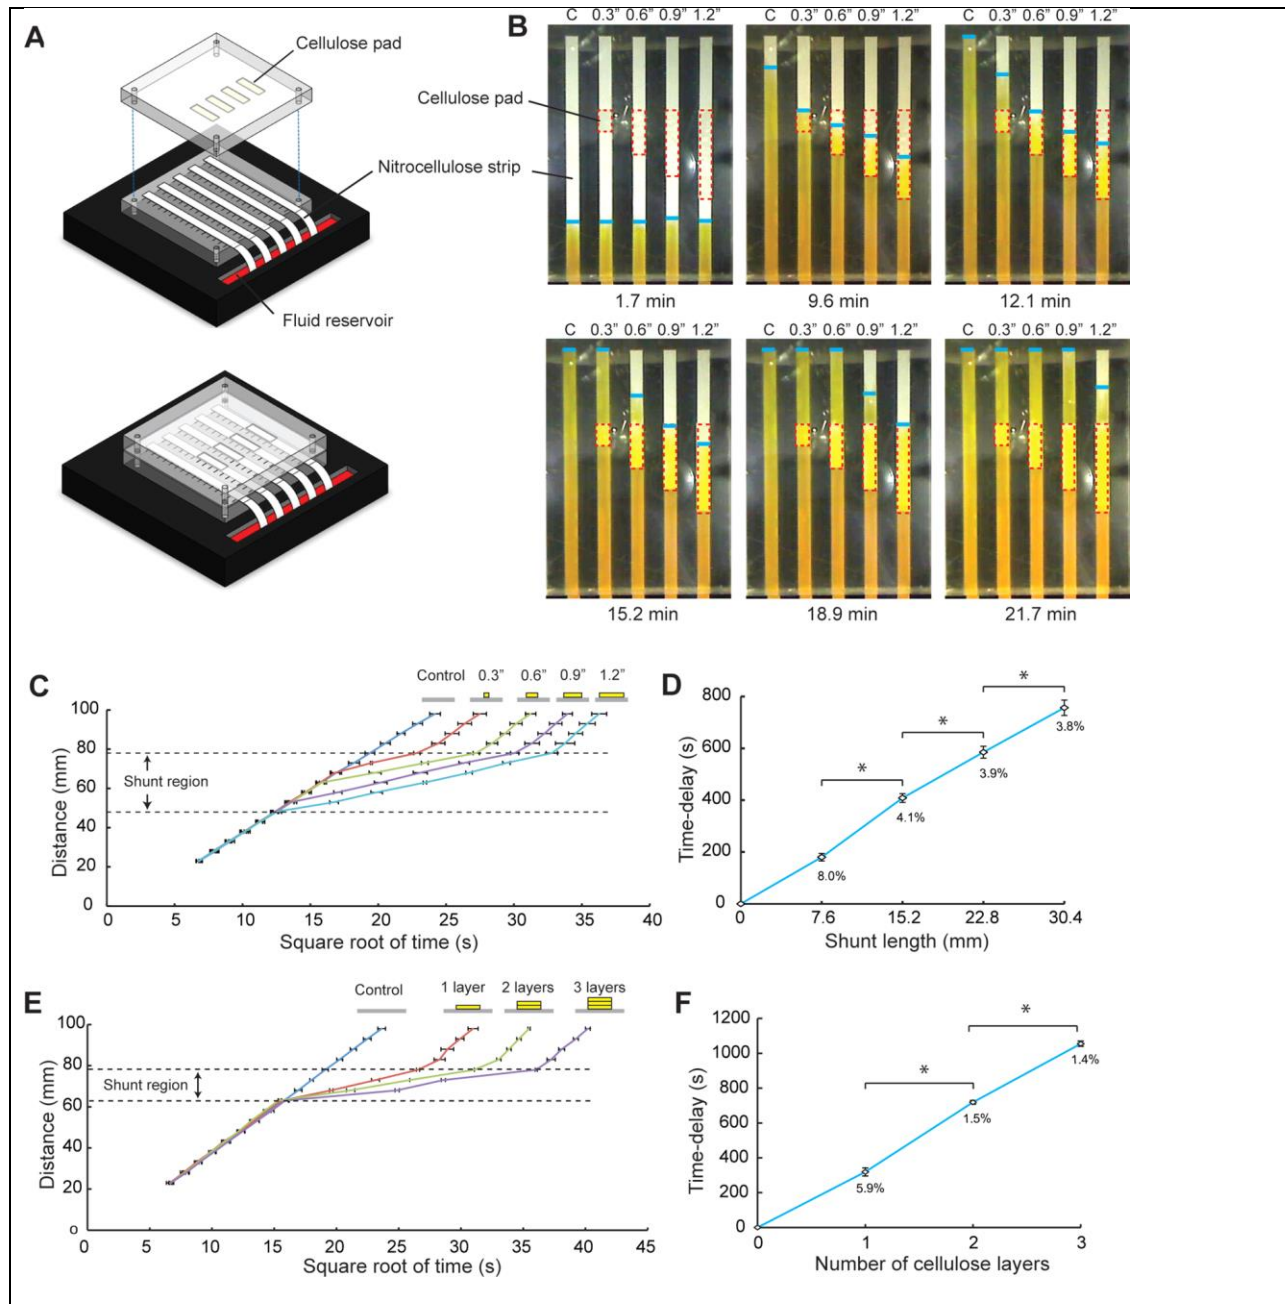 A
Cellulose pad
Nitrocellulose strip
Fluid reservoir
B
C 0.3” 0.6” 0.9” 1.2”
C 0.3” 0.6” 0.9” 1.2”
C 0.3” 0.6” 0.9” 1.2”
Cellulose pad
1.7 min
9.6 min
12.1 min
C 0.3” 0.6” 0.9” 1.2”
C 0.3” 0.6” 0.9” 1.2”
C 0.3” 0.6” 0.9” 1.2”
15.2 min
18.9 min
21.7 min
C
Control 0.3” 0.6” 0.9” 1.2”
Distance (mm)
100
80
60
40
20
0
Shunt region
0 5 10 15 20 25 30 35 40
Square root of time (s)
D
Time-delay (s)
800
600
400
200
0
* * *
8.0%
4.1%
3.9%
3.8%
0 7.6 15.2 22.8 30.4
Shunt length (mm)
E
Control 1 layer 2 layers 3 layers
Distance (mm)
100
80
60
40
20
0
Shunt region
0 5 10 15 20 25 30 35 40 45
Square root of time (s)
F
Time-delay (s)
1200
1000
800
600
400
200
0
* *
5.9%
1.5%
1.4%
0 1 2 3
Number of cellulose layers